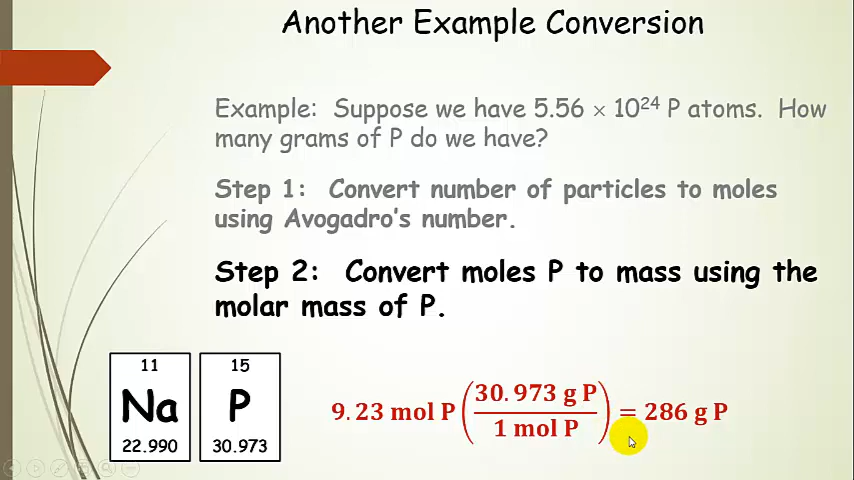 Another Example Conversion
Example:  Suppose we have 5.56 × 10²⁴ P atoms.  How
many grams of P do we have?
Step 1:  Convert number of particles to moles
using Avogadro's number.
Step 2:  Convert moles P to mass using the
molar mass of P.
11
Na
22.990
15
P
30.973
9.23 mol P (30.973 g P / 1 mol P) = 286 g P